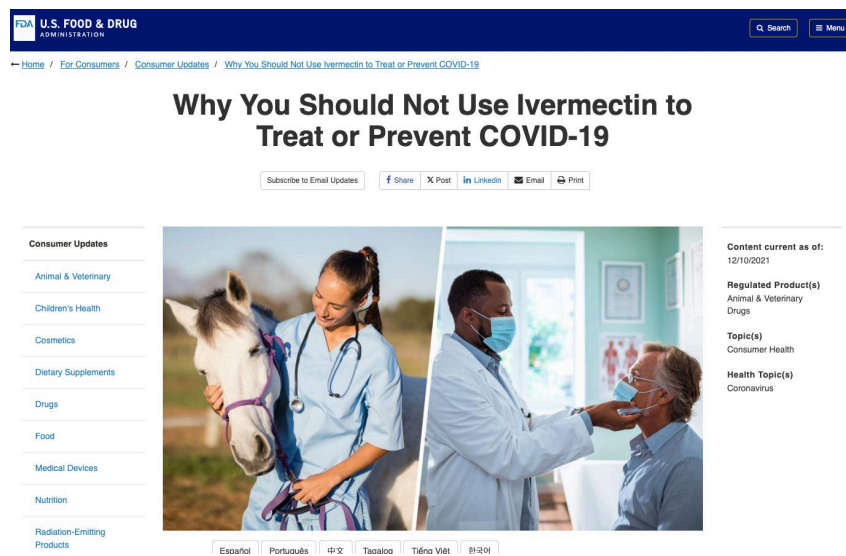 FDA
U.S. FOOD & DRUG
ADMINISTRATION
Search
Menu
Home / For Consumers / Consumer Updates / Why You Should Not Use Ivermectin to Treat or Prevent COVID-19
Why You Should Not Use Ivermectin to
Treat or Prevent COVID-19
Subscribe to Email Updates
Share
Post
Linkedin
Email
Print
Consumer Updates
Animal & Veterinary
Children's Health
Cosmetics
Dietary Supplements
Drugs
Food
Medical Devices
Nutrition
Radiation-Emitting
Products
Content current as of:
12/10/2021
Regulated Product(s)
Animal & Veterinary
Drugs
Topic(s)
Consumer Health
Health Topic(s)
Coronavirus
Español
Português
中文
Tagalog
Tiếng Việt
한국어